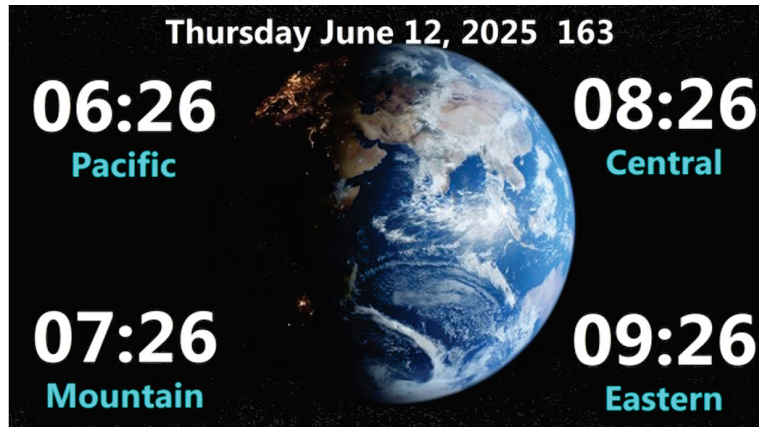 Thursday June 12, 2025 163
06:26
Pacific
08:26
Central
07:26
Mountain
09:26
Eastern